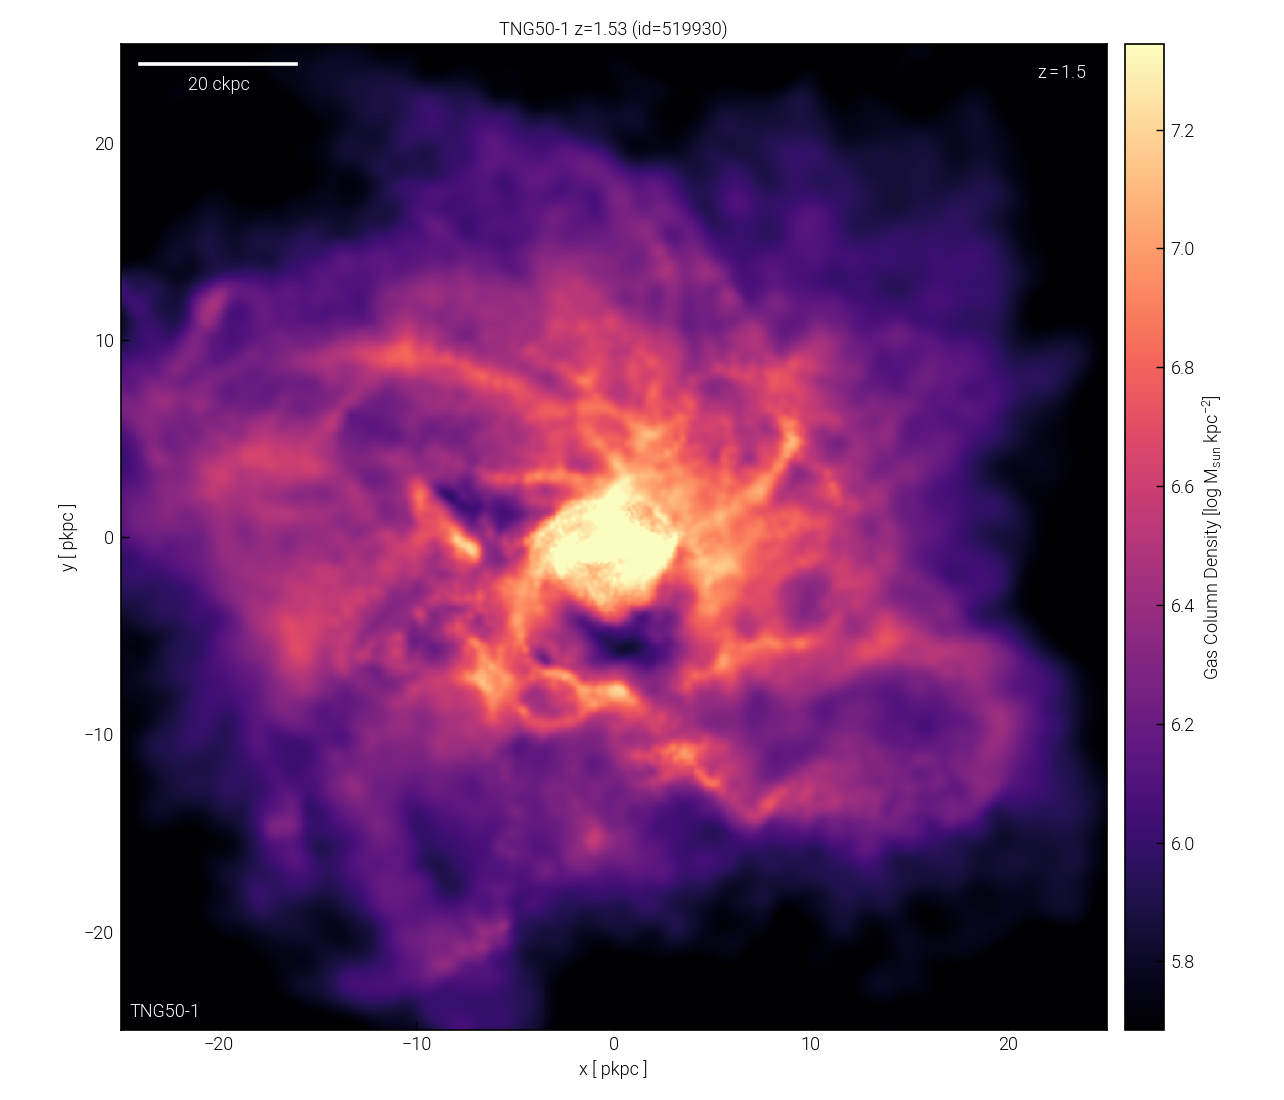 TNG50-1 z=1.53 (id=519930)
20 ckpc
z = 1.5
TNG50-1
20
10
0
−10
−20
y [ pkpc ]
−20
−10
0
10
20
x [ pkpc ]
7.2
7.0
6.8
6.6
6.4
6.2
6.0
5.8
Gas Column Density [log M_sun kpc⁻²]